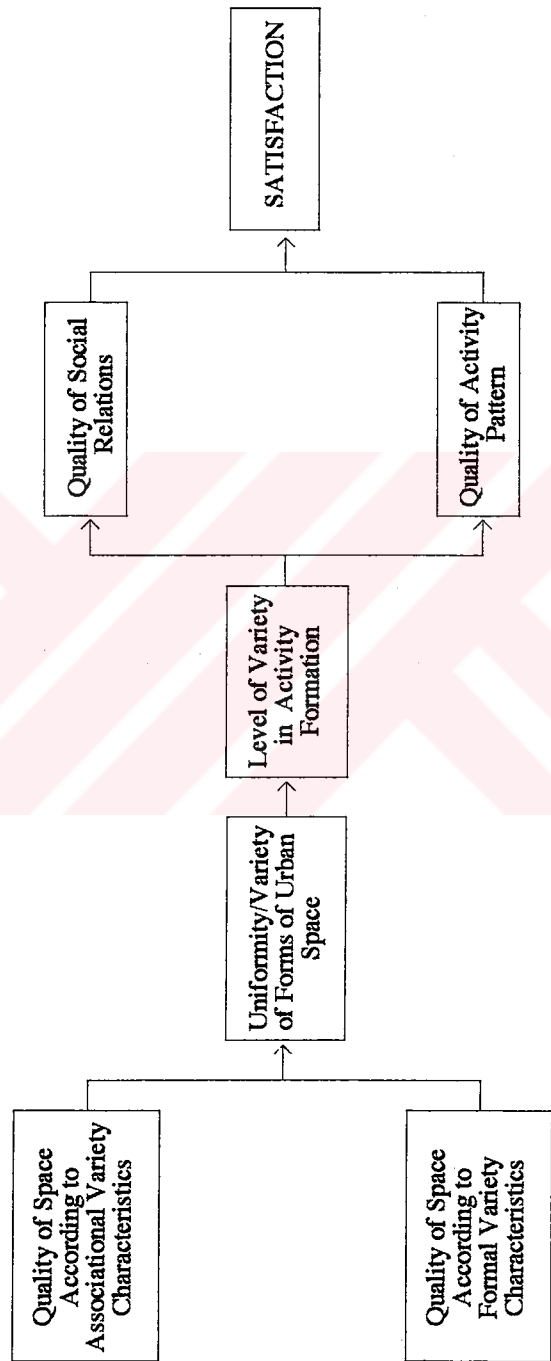 Quality of Space
According to
Associational Variety
Characteristics
Quality of Space
According to
Formal Variety
Characteristics
Uniformity/Variety
of Forms of Urban
Space
Level of Variety
in Activity
Formation
Quality of Social
Relations
Quality of Activity
Pattern
SATISFACTION